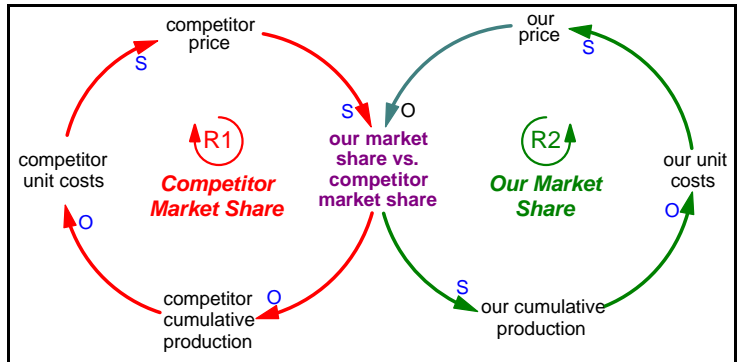 competitor
price
our
price
S
S
S
O
R1
R2
our market
share vs.
competitor
market share
competitor
unit costs
our unit
costs
Competitor
Market Share
Our Market
Share
O
O
S
O
competitor
cumulative
production
our cumulative
production